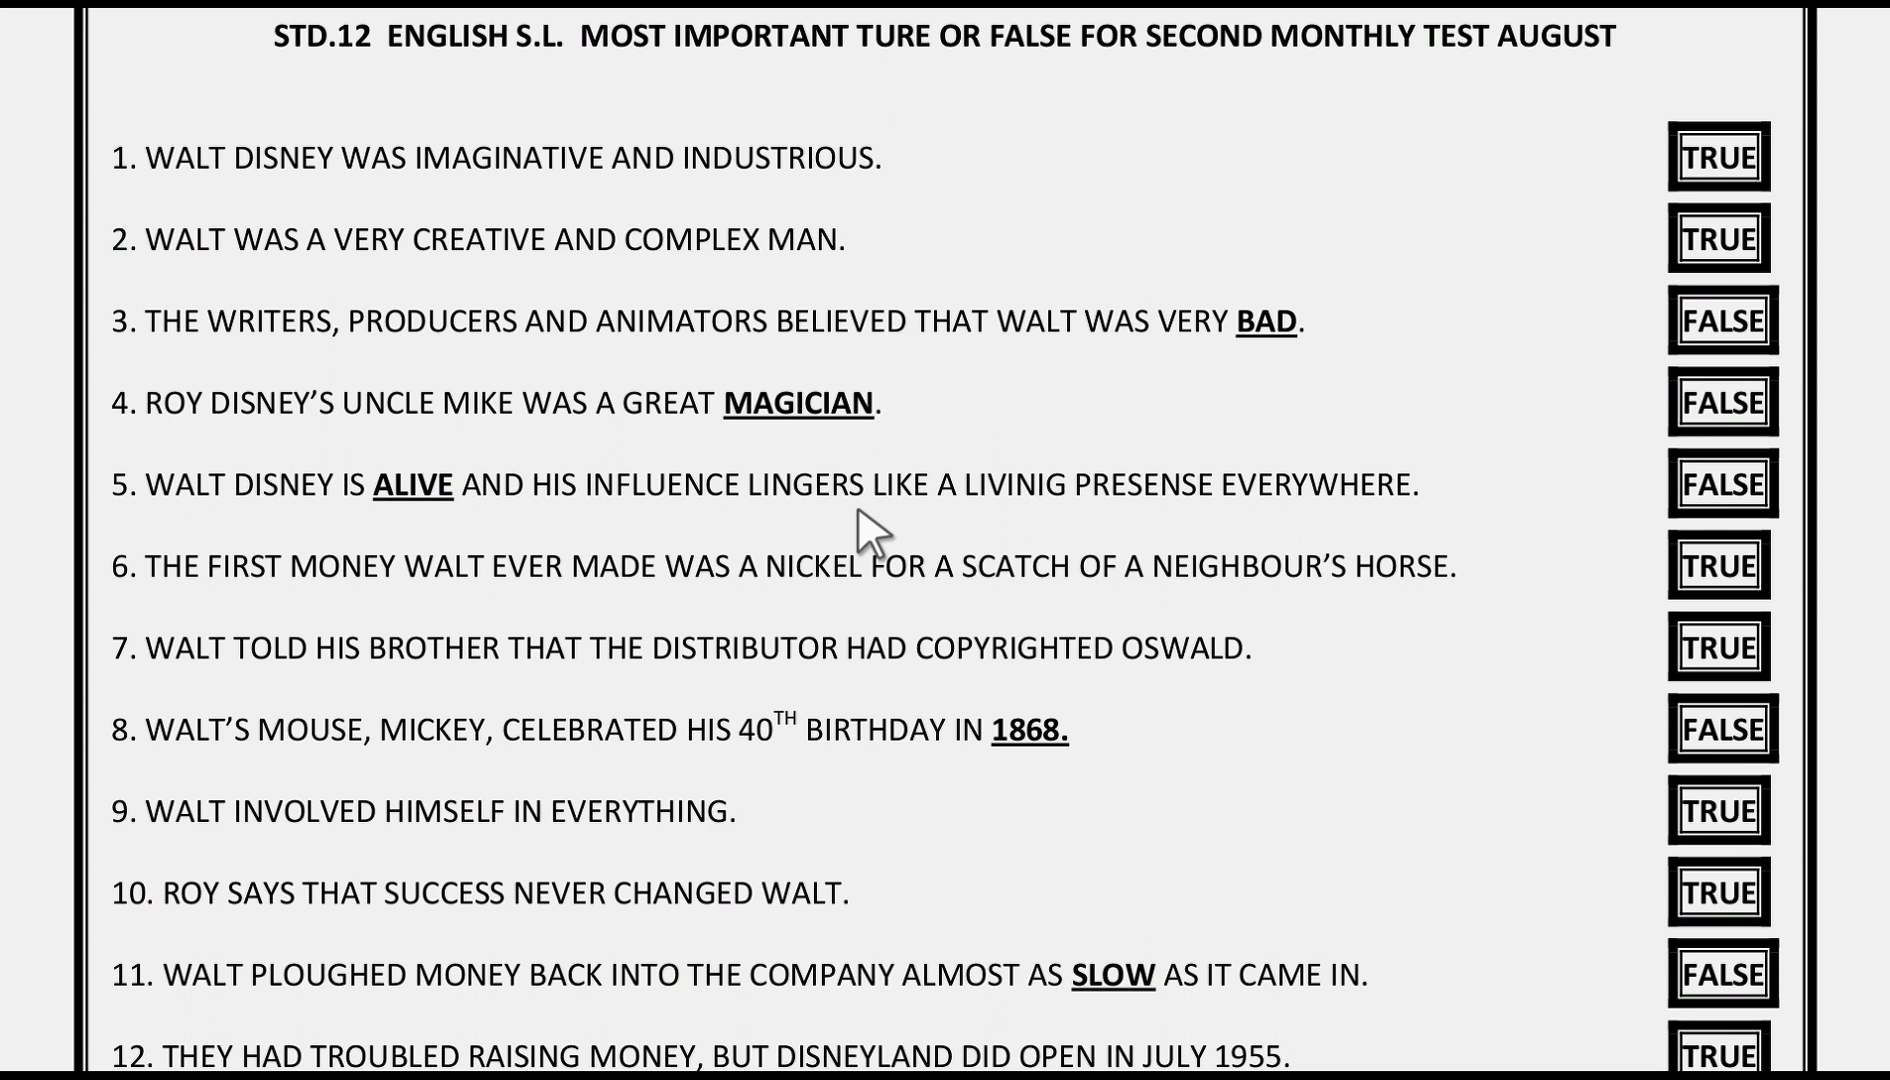 STD.12 ENGLISH S.L. MOST IMPORTANT TURE OR FALSE FOR SECOND MONTHLY TEST AUGUST
1. WALT DISNEY WAS IMAGINATIVE AND INDUSTRIOUS. TRUE
2. WALT WAS A VERY CREATIVE AND COMPLEX MAN. TRUE
3. THE WRITERS, PRODUCERS AND ANIMATORS BELIEVED THAT WALT WAS VERY BAD. FALSE
4. ROY DISNEY’S UNCLE MIKE WAS A GREAT MAGICIAN. FALSE
5. WALT DISNEY IS ALIVE AND HIS INFLUENCE LINGERS LIKE A LIVINIG PRESENSE EVERYWHERE. FALSE
6. THE FIRST MONEY WALT EVER MADE WAS A NICKEL FOR A SCATCH OF A NEIGHBOUR’S HORSE. TRUE
7. WALT TOLD HIS BROTHER THAT THE DISTRIBUTOR HAD COPYRIGHTED OSWALD. TRUE
8. WALT’S MOUSE, MICKEY, CELEBRATED HIS 40TH BIRTHDAY IN 1868. FALSE
9. WALT INVOLVED HIMSELF IN EVERYTHING. TRUE
10. ROY SAYS THAT SUCCESS NEVER CHANGED WALT. TRUE
11. WALT PLOUGHED MONEY BACK INTO THE COMPANY ALMOST AS SLOW AS IT CAME IN. FALSE
12. THEY HAD TROUBLED RAISING MONEY, BUT DISNEYLAND DID OPEN IN JULY 1955. TRUE